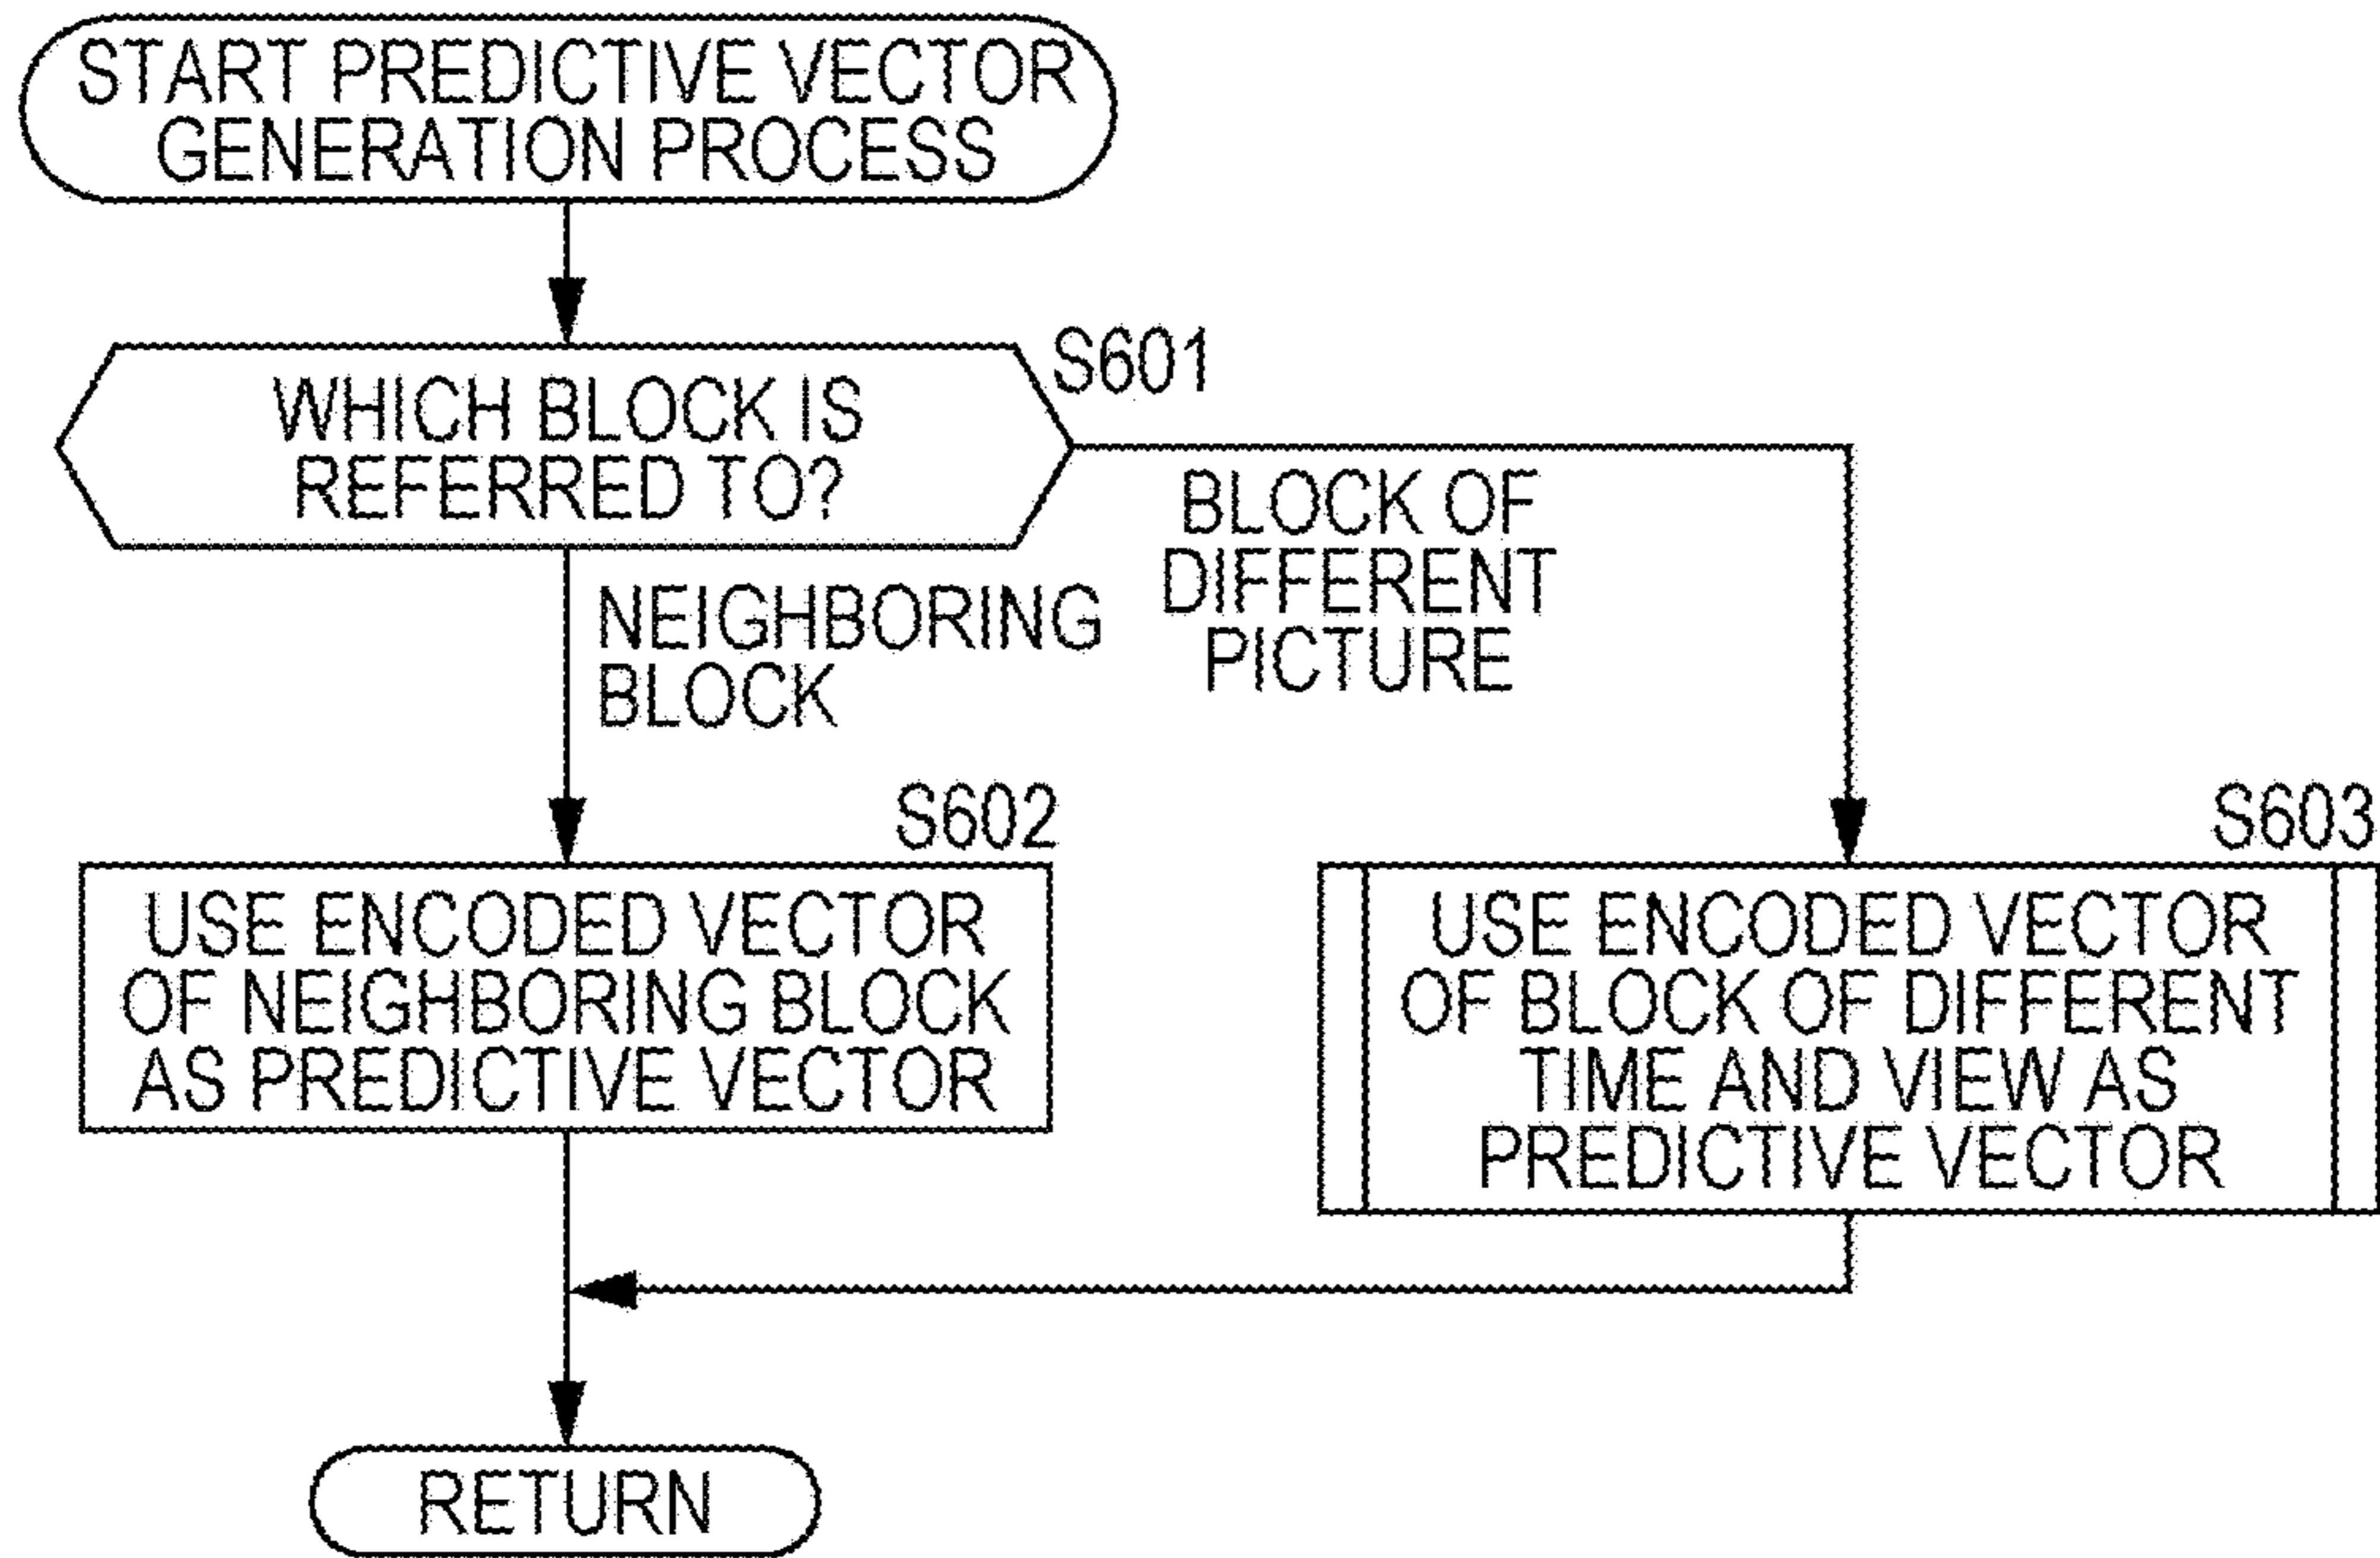 START PREDICTIVE VECTOR
GENERATION PROCESS
S601
WHICH BLOCK IS
REFERRED TO?
BLOCK OF
DIFFERENT
PICTURE
NEIGHBORING
BLOCK
S602
USE ENCODED VECTOR
OF NEIGHBORING BLOCK
AS PREDICTIVE VECTOR
S603
USE ENCODED VECTOR
OF BLOCK OF DIFFERENT
TIME AND VIEW AS
PREDICTIVE VECTOR
RETURN